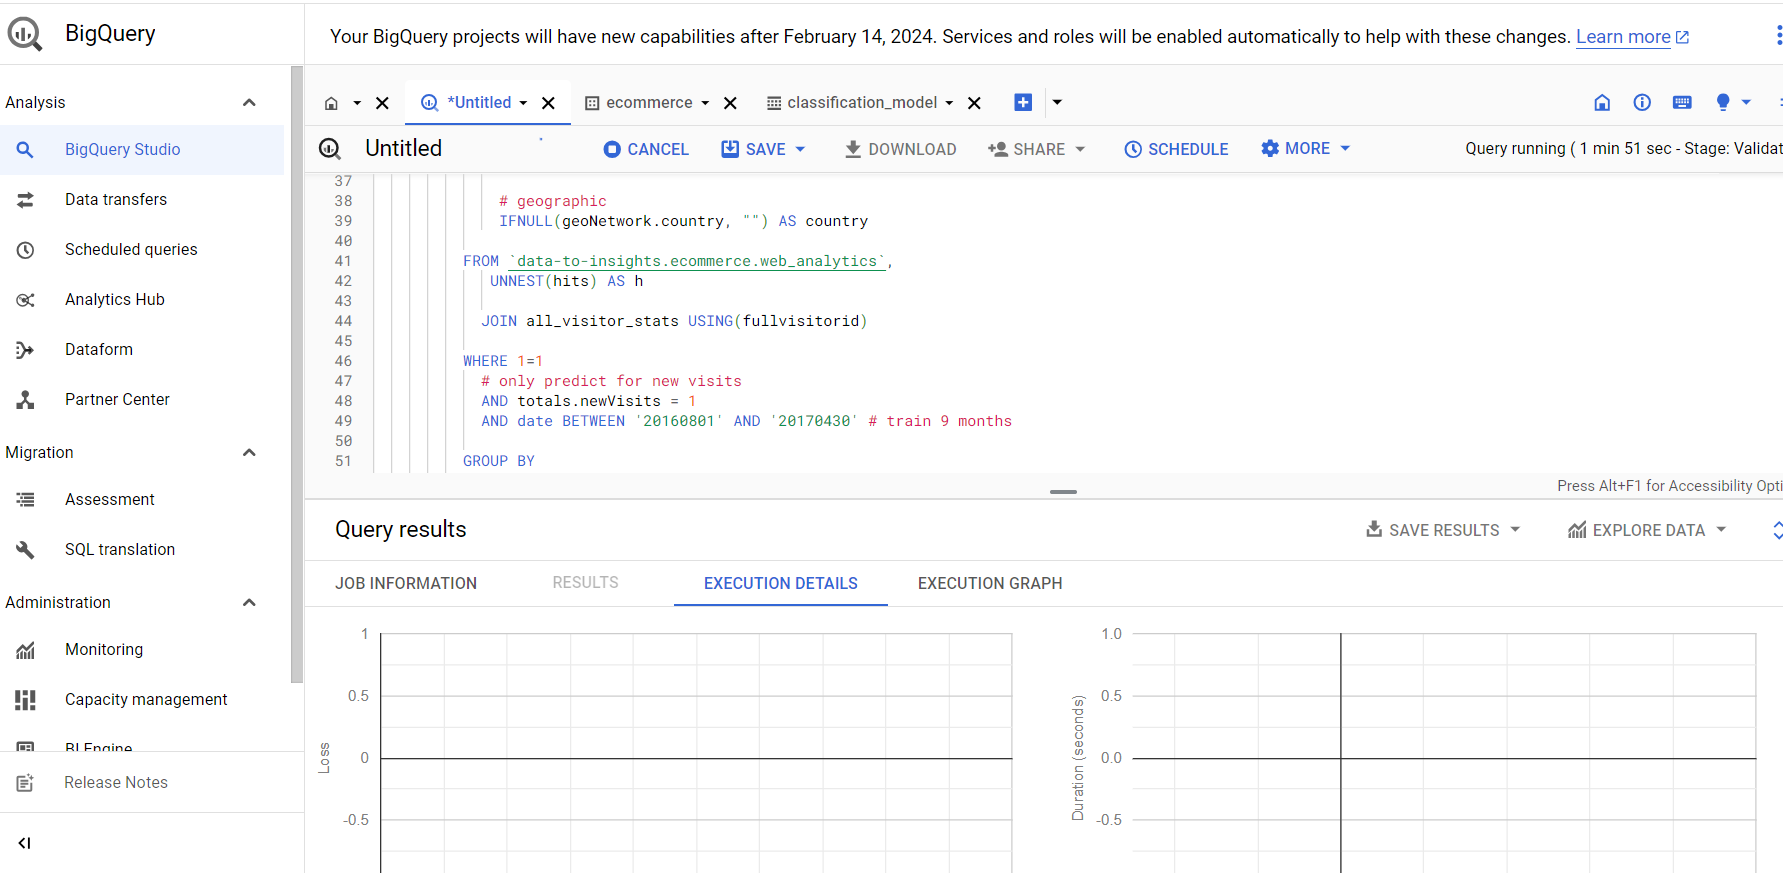 BigQuery
Your BigQuery projects will have new capabilities after February 14, 2024. Services and roles will be enabled automatically to help with these changes. Learn more
Analysis
BigQuery Studio
Data transfers
Scheduled queries
Analytics Hub
Dataform
Partner Center
Migration
Assessment
SQL translation
Administration
Monitoring
Capacity management
BI Engine
Release Notes
*Untitled
ecommerce
classification_model
Untitled
CANCEL
SAVE
DOWNLOAD
SHARE
SCHEDULE
MORE
Query running ( 1 min 51 sec - Stage: Validat
37
38 # geographic
39 IFNULL(geoNetwork.country, "") AS country
40
41 FROM `data-to-insights.ecommerce.web_analytics`,
42 UNNEST(hits) AS h
43
44 JOIN all_visitor_stats USING(fullvisitorid)
45
46 WHERE 1=1
47 # only predict for new visits
48 AND totals.newVisits = 1
49 AND date BETWEEN '20160801' AND '20170430' # train 9 months
50
51 GROUP BY
Press Alt+F1 for Accessibility Opti
Query results
SAVE RESULTS
EXPLORE DATA
JOB INFORMATION
RESULTS
EXECUTION DETAILS
EXECUTION GRAPH
1
0.5
0
-0.5
Loss
1.0
0.5
0.0
-0.5
Duration (seconds)